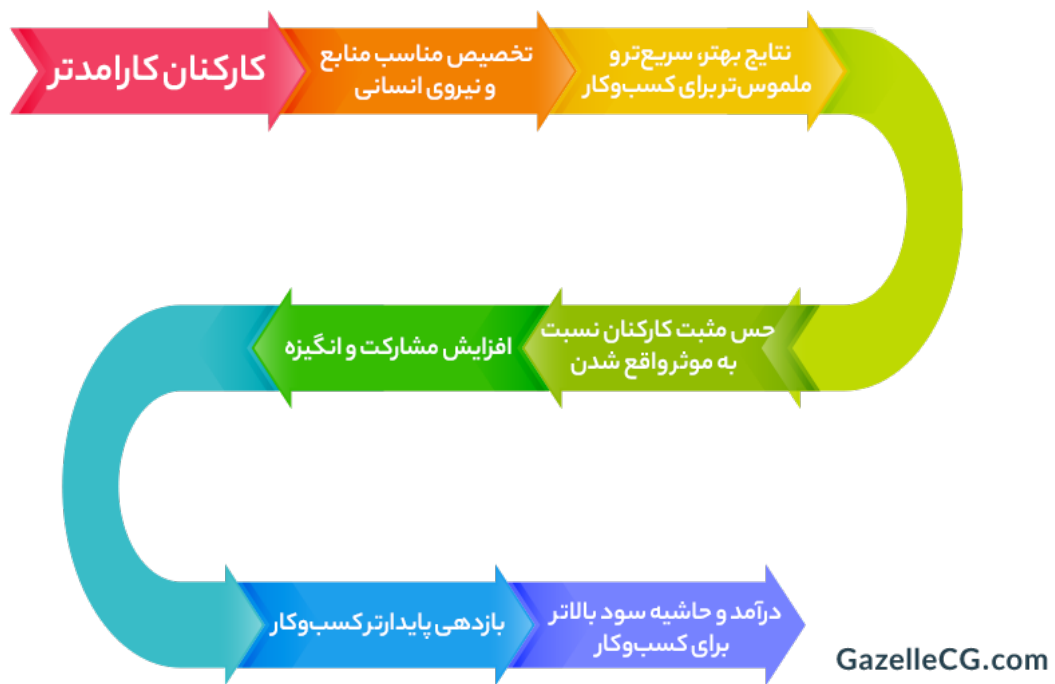 کارکنان کارامدتر
تخصیص مناسب منابع
و نیروی انسانی
نتایج بهتر، سریع‌تر و
ملموس‌تر برای کسب‌وکار
حس مثبت کارکنان نسبت
به موثر واقع شدن
افزایش مشارکت و انگیزه
بازدهی پایدارتر کسب‌وکار
درآمد و حاشیه سود بالاتر
برای کسب‌وکار
GazelleCG.com